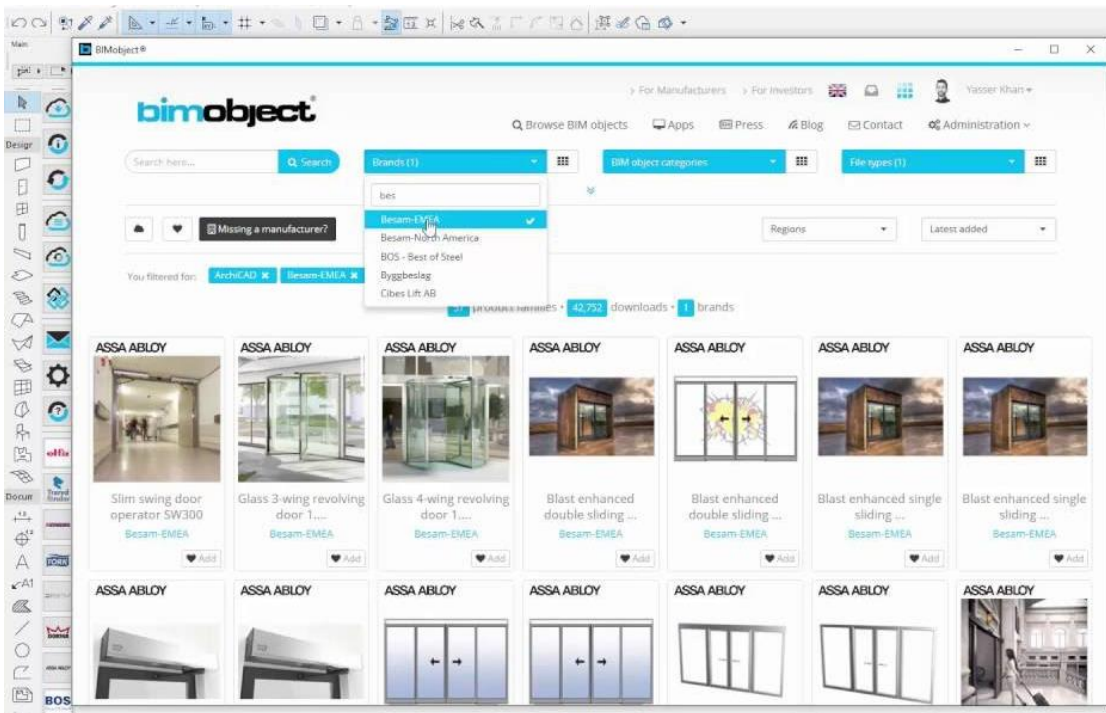 Main
BIMobject®
> For Manufacturers > For Investors Yasser Khan
bimobject®
Browse BIM objects Apps Press Blog Contact Administration
Search here... Search Brands (1) BIM object categories File types (1)
bes
Besam-EMEA
Besam-North America
BOS - Best of Steel
Byggbeslag
Cibes Lift AB
Missing a manufacturer? Regions Latest added
You filtered for: ArchiCAD × Besam-EMEA ×
product families • 42,752 downloads • 1 brands
ASSA ABLOY ASSA ABLOY ASSA ABLOY ASSA ABLOY ASSA ABLOY ASSA ABLOY ASSA ABLOY
Slim swing door Glass 3-wing revolving Glass 4-wing revolving Blast enhanced Blast enhanced Blast enhanced single Blast enhanced single
operator SW300 door 1.... door 1.... double sliding ... double sliding ... sliding ... sliding ...
Besam-EMEA Besam-EMEA Besam-EMEA Besam-EMEA Besam-EMEA Besam-EMEA Besam-EMEA
Add Add Add Add Add Add Add
ASSA ABLOY ASSA ABLOY ASSA ABLOY ASSA ABLOY ASSA ABLOY ASSA ABLOY ASSA ABLOY
Design
elfa
Docum
TORK
A1
DORMA
ASSA ABLOY
BOS